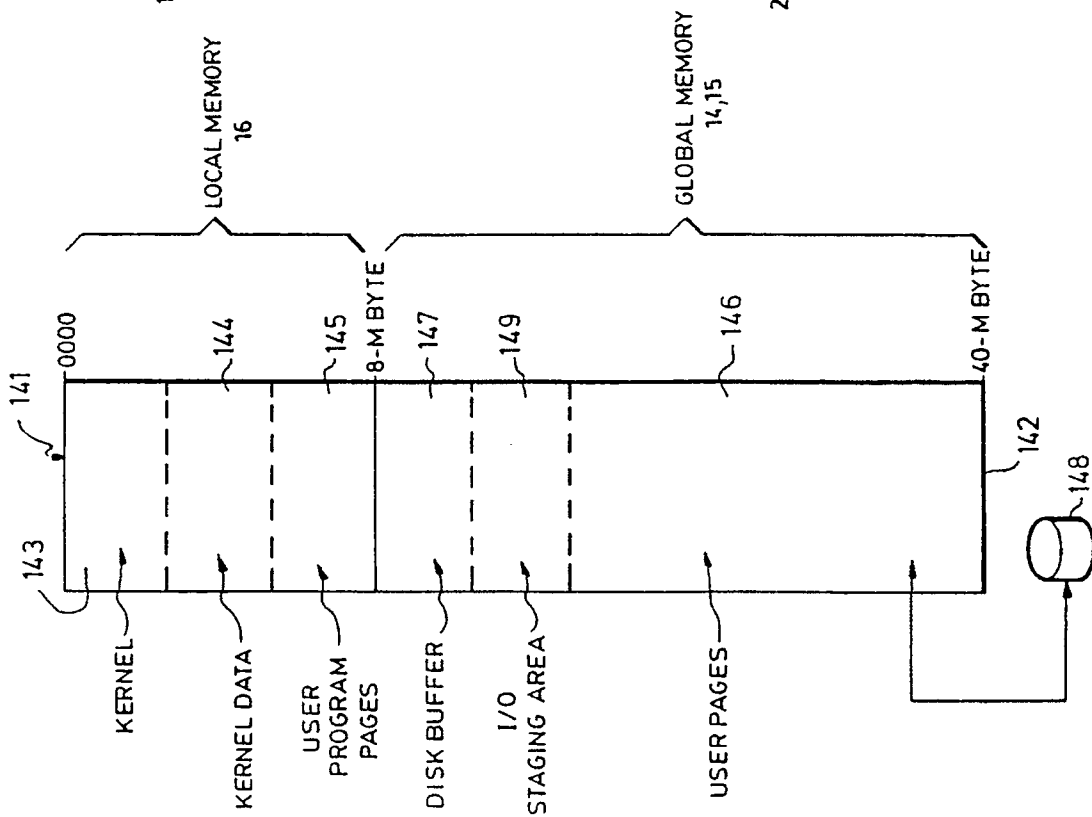 141
143
0000
KERNEL
144
KERNEL DATA
145
USER
PROGRAM
PAGES
LOCAL MEMORY
16
8-M BYTE
147
DISK BUFFER
149
I/O
STAGING AREA
146
USER PAGES
GLOBAL MEMORY
14,15
40-M BYTE
142
148